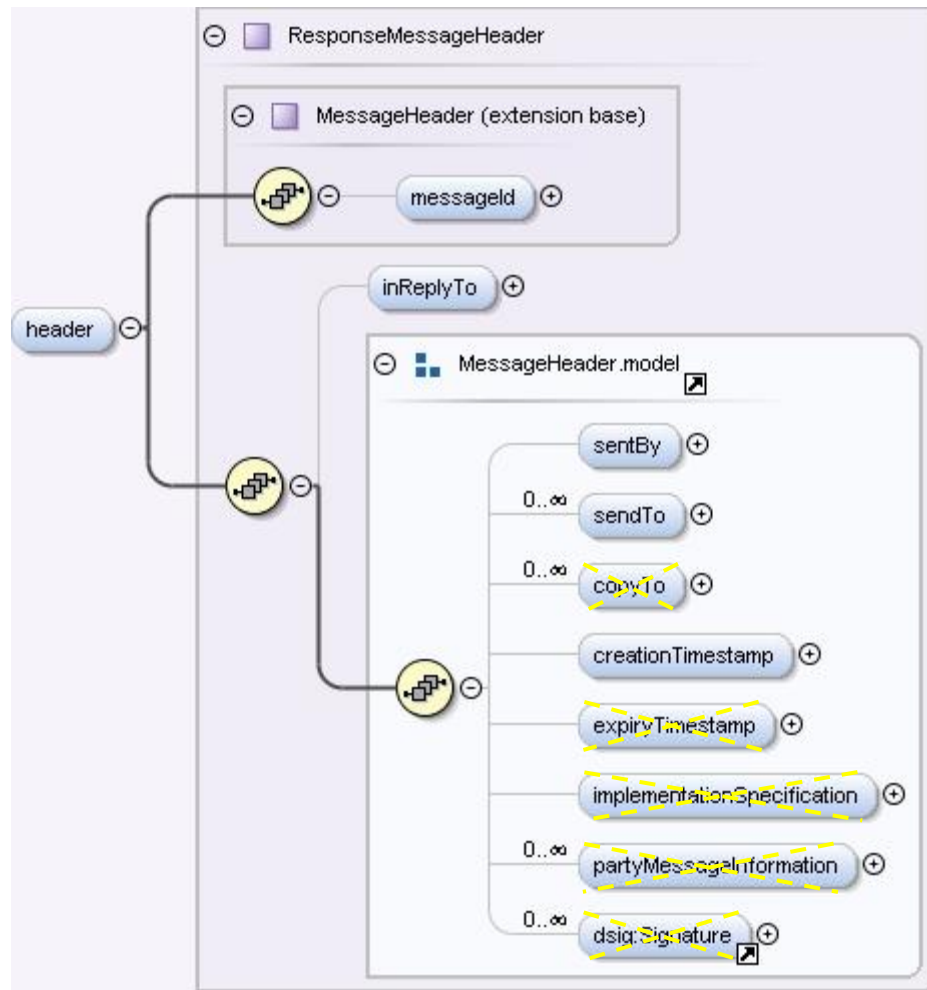 ResponseMessageHeader
MessageHeader (extension base)
messageId
inReplyTo
header
MessageHeader.model
sentBy
0..∞
sendTo
0..∞
copyTo
creationTimestamp
expiryTimestamp
implementationSpecification
0..∞
partyMessageInformation
0..∞
dsig:Signature